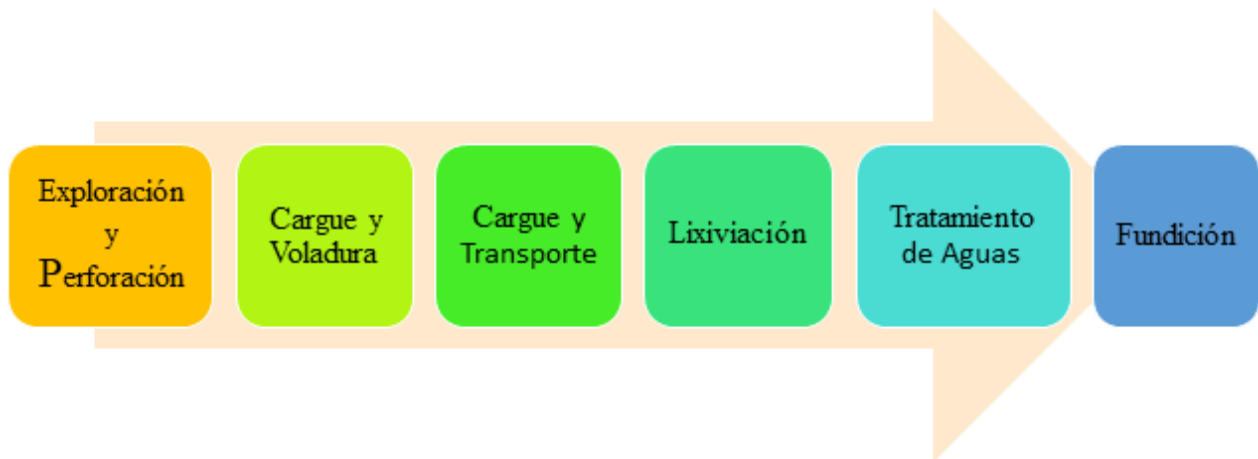 Exploración
y
Perforación
Cargue y
Voladura
Cargue y
Transporte
Lixiviación
Tratamiento
de Aguas
Fundición